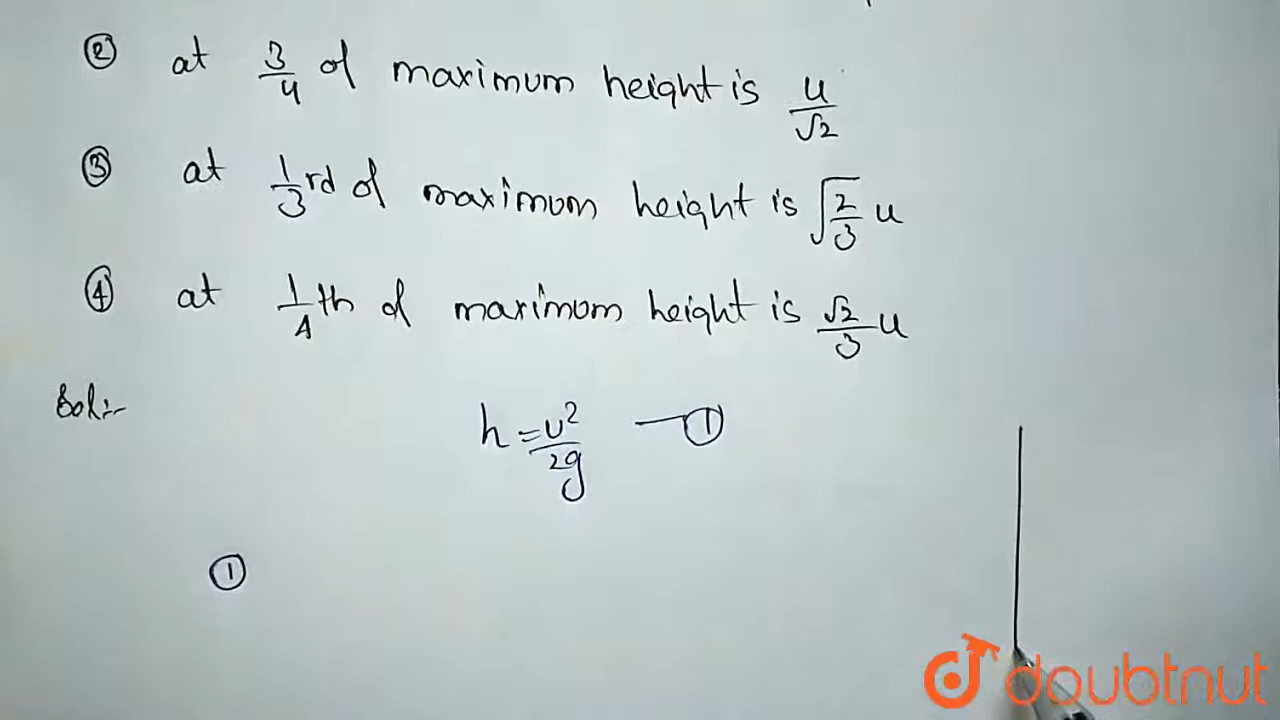 ② at 3/4 of maximum height is u/√2
③ at 1/3rd of maximum height is √(2/3) u
④ at 1/4th of maximum height is √2/3 u
Sol:-
h = u²/2g — ①
①
doubtnut